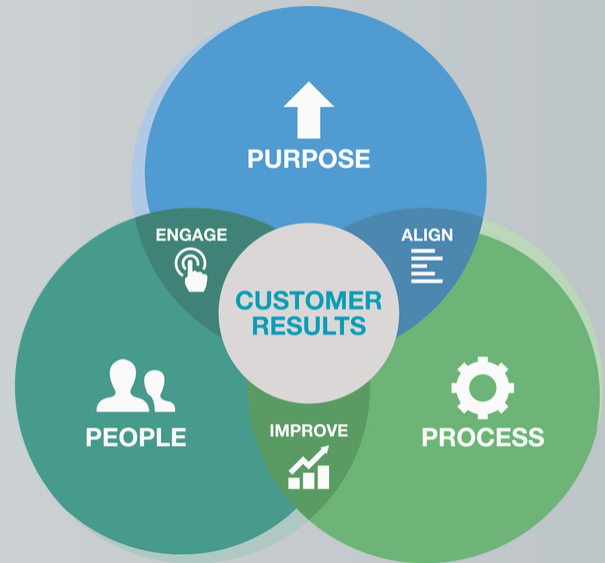 PURPOSE
ENGAGE
ALIGN
CUSTOMER
RESULTS
IMPROVE
PEOPLE
PROCESS